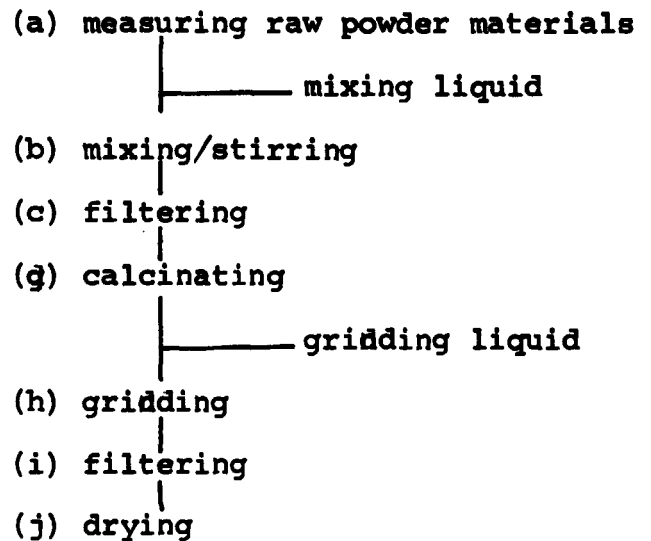 (a) measuring raw powder materials
mixing liquid
(b) mixing/stirring
(c) filtering
(g) calcinating
gridding liquid
(h) gridding
(i) filtering
(j) drying